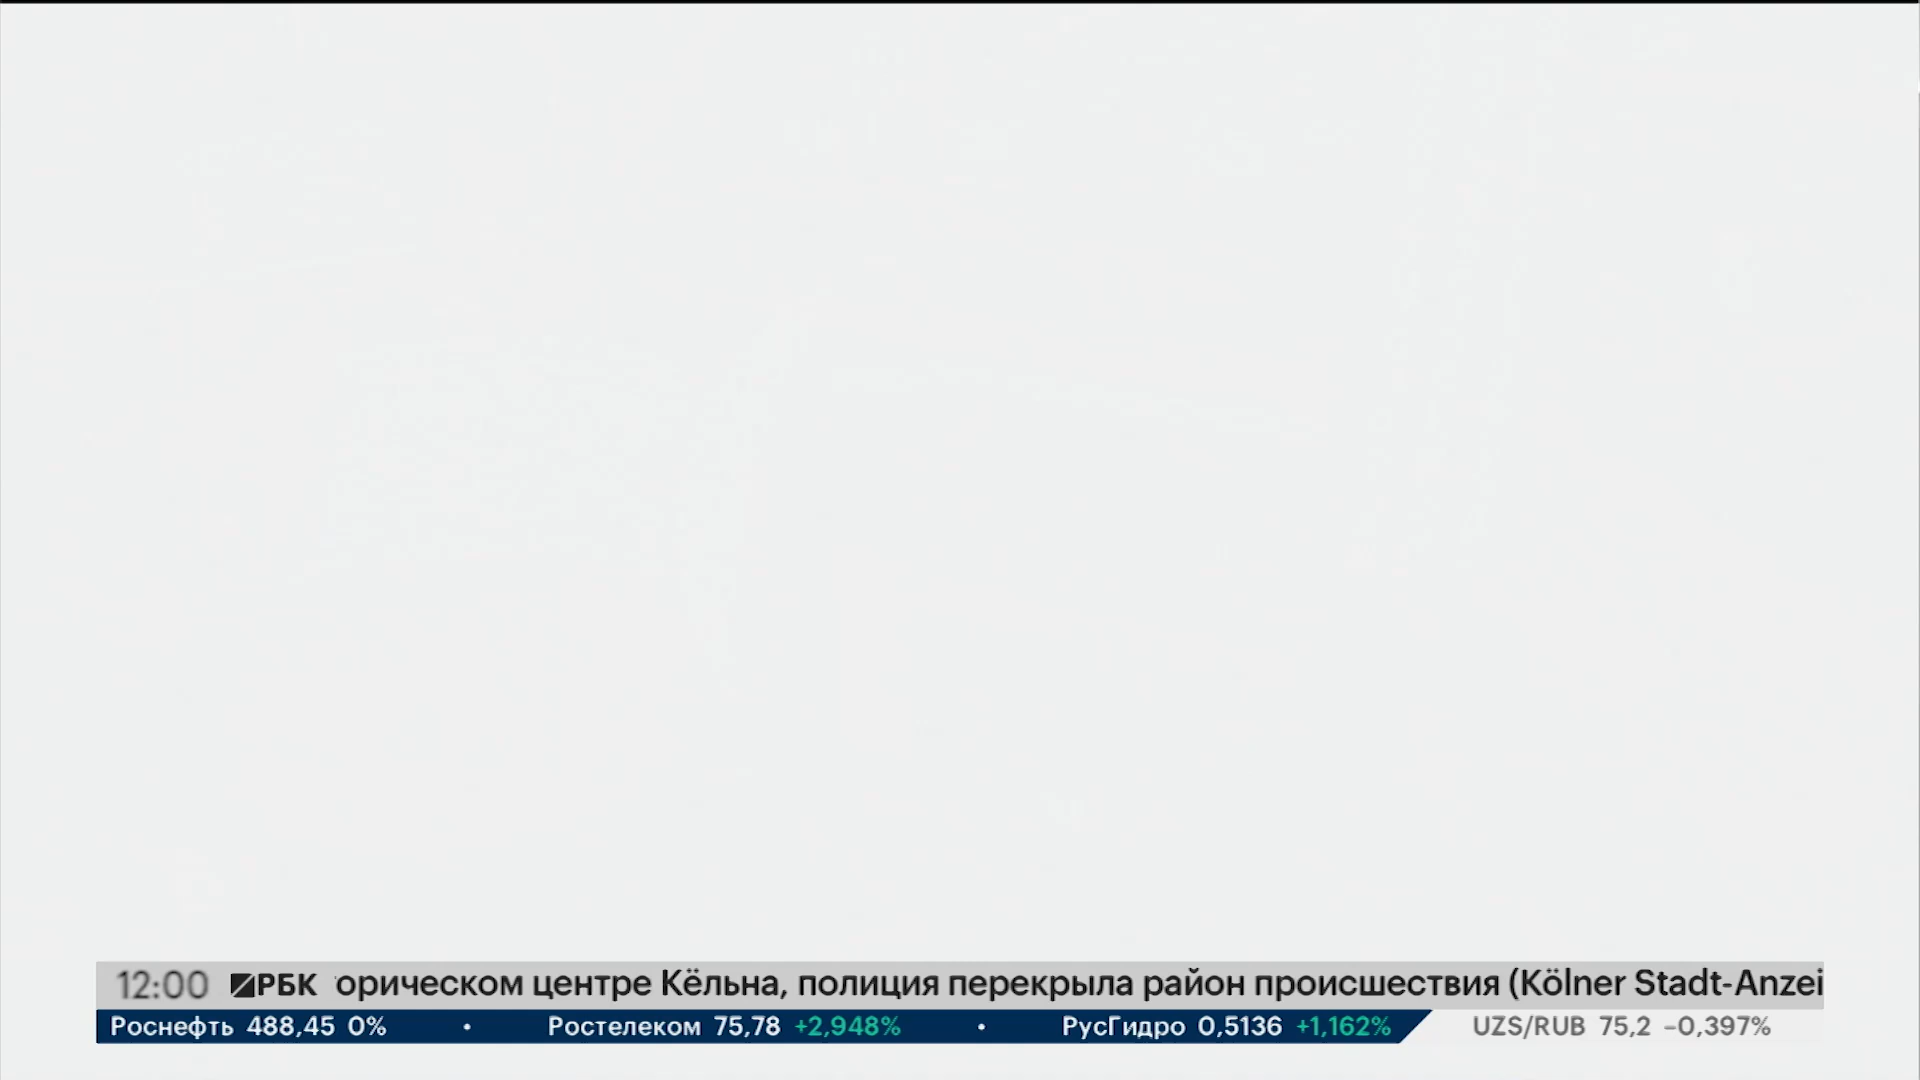 12:00 РБК орическом центре Кёльна, полиция перекрыла район происшествия (Kölner Stadt-Anzei
Роснефть 488,45 0% • Ростелеком 75,78 +2,948% • РусГидро 0,5136 +1,162% UZS/RUB 75,2 −0,397%